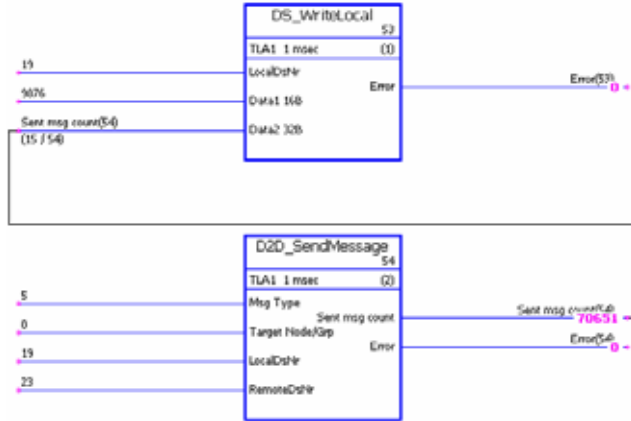 DS_WriteLocal
53
TLA1 1 msec (1)
19
LocalDsNr
Error
Error(53)
0
9876
Data1 16B
Sent msg count(54)
Data2 32B
(15 / 54)
D2D_SendMessage
54
TLA1 1 msec (2)
5
Msg Type
Sent msg count
Sent msg count(54)
70651
0
Target Node/Grp
Error
Error(54)
0
19
LocalDsNr
23
RemoteDsNr